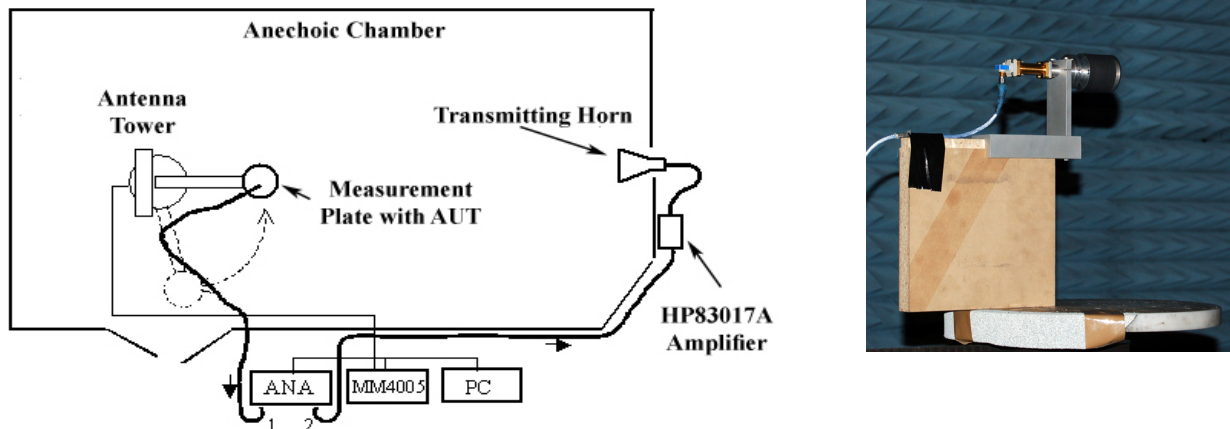 Anechoic Chamber
Antenna
Tower
Transmitting Horn
Measurement
Plate with AUT
HP83017A
Amplifier
ANA
MM4005
PC
1
2